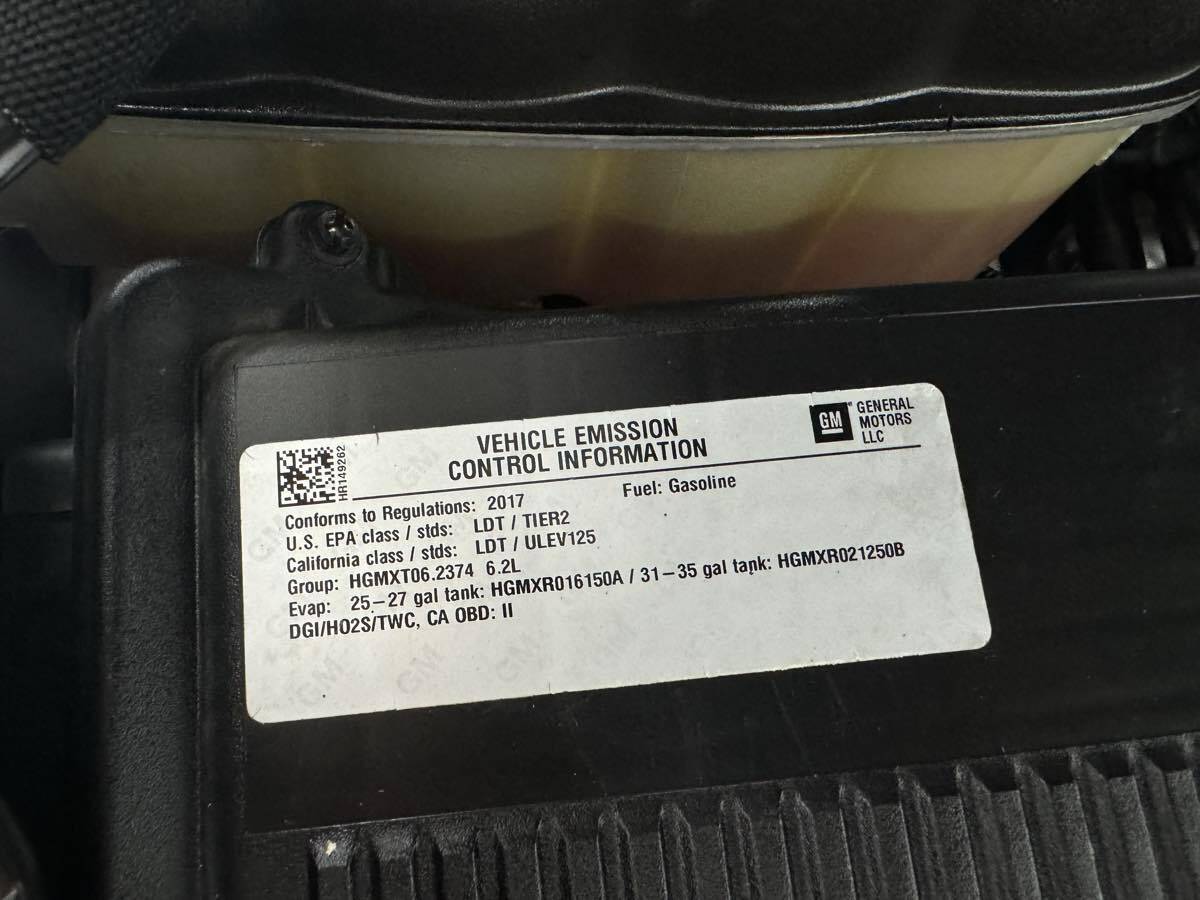 VEHICLE EMISSION
CONTROL INFORMATION
GM
GENERAL
MOTORS
LLC
HR149262
Conforms to Regulations: 2017 Fuel: Gasoline
U.S. EPA class / stds: LDT / TIER2
California class / stds: LDT / ULEV125
Group: HGMXT06.2374 6.2L
Evap: 25–27 gal tank: HGMXR016150A / 31–35 gal tank: HGMXR021250B
DGI/HO2S/TWC, CA OBD: II